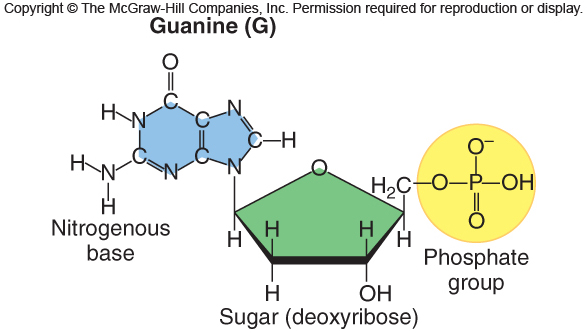 Copyright © The McGraw-Hill Companies, Inc. Permission required for reproduction or display.
Guanine (G)
O
C
H N C N
C—H
H N C N C N
H
O
H₂C—O—P—OH
O⁻
O
Nitrogenous
base
H H H H
H OH
Phosphate
group
Sugar (deoxyribose)